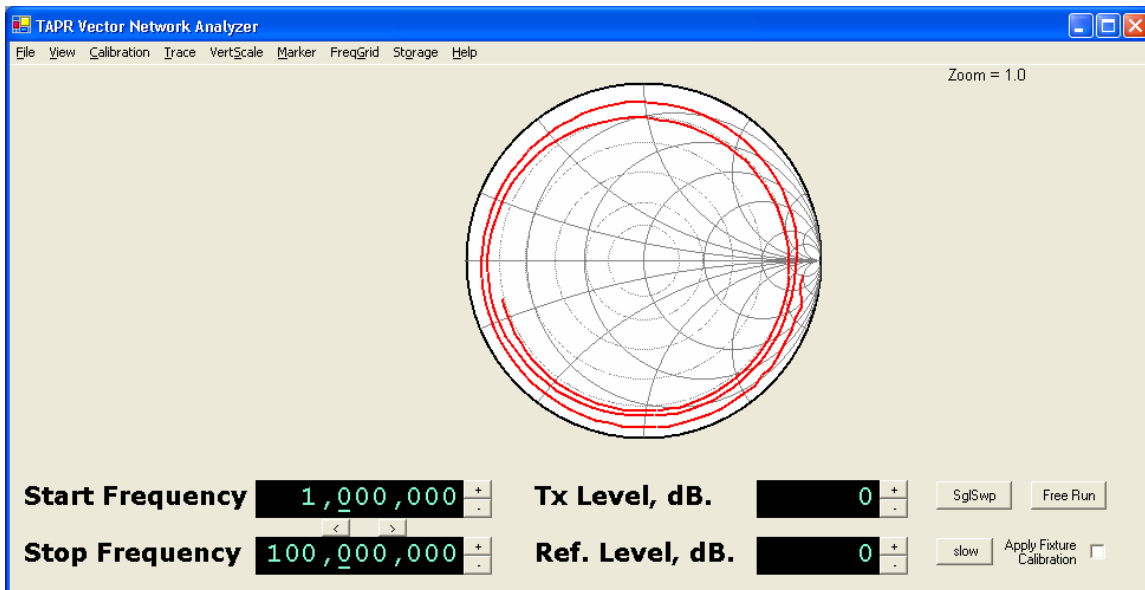 TAPR Vector Network Analyzer
File View Calibration Trace VertScale Marker FreqGrid Storage Help
Zoom = 1.0
Start Frequency 1,000,000 + - Tx Level, dB. 0 + - SglSwp Free Run
< >
Stop Frequency 100,000,000 + - Ref. Level, dB. 0 + - slow Apply Fixture
Calibration